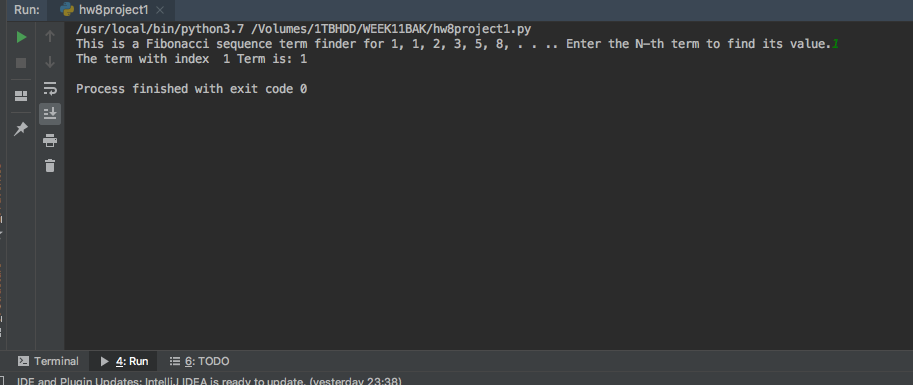 Run: hw8project1
/usr/local/bin/python3.7 /Volumes/1TBHDD/WEEK11BAK/hw8project1.py
This is a Fibonacci sequence term finder for 1, 1, 2, 3, 5, 8, . . .. Enter the N-th term to find its value.1
The term with index  1 Term is: 1
Process finished with exit code 0
Terminal 4: Run 6: TODO
IDE and Plugin Updates: IntelliJ IDEA is ready to update. (yesterday 23:38)